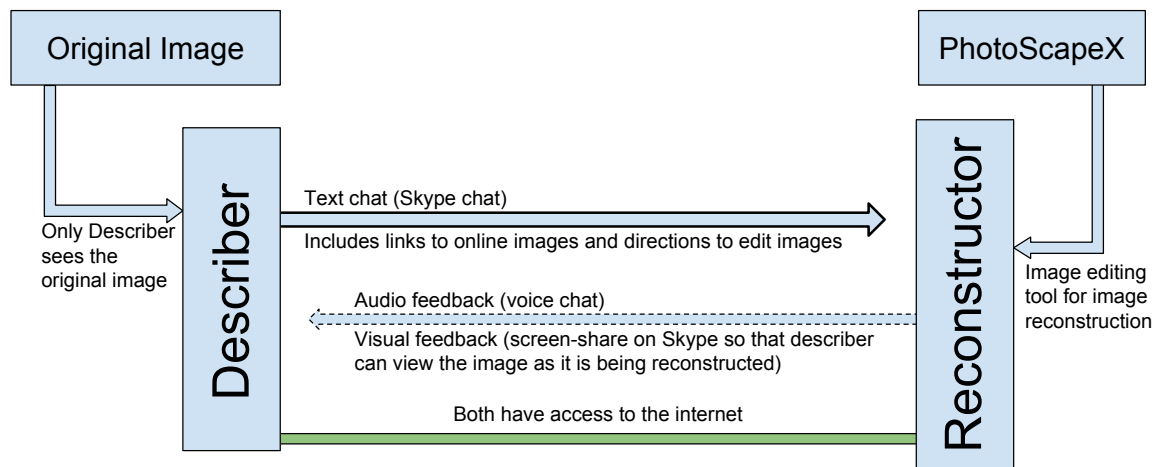 Original Image
PhotoScapeX
Describer
Reconstructor
Text chat (Skype chat)
Includes links to online images and directions to edit images
Only Describer
sees the
original image
Image editing
tool for image
reconstruction
Audio feedback (voice chat)
Visual feedback (screen-share on Skype so that describer
can view the image as it is being reconstructed)
Both have access to the internet